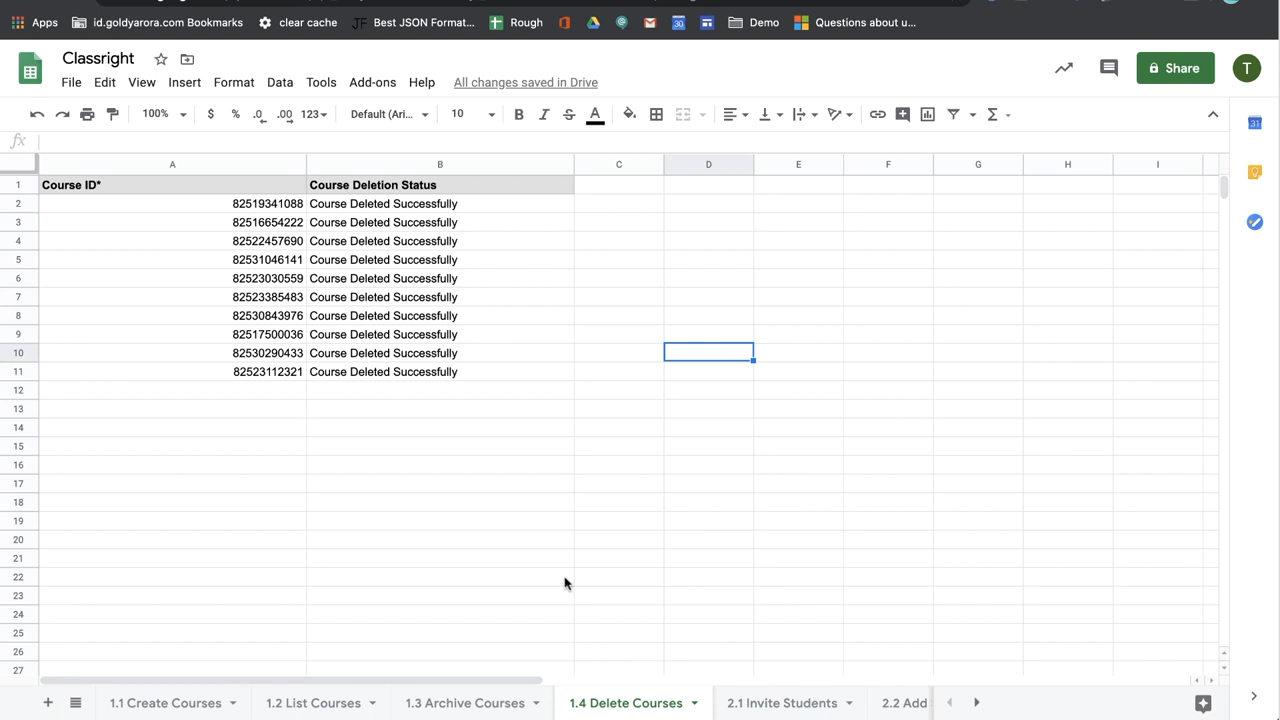 Apps id.goldyarora.com Bookmarks clear cache JF Best JSON Format... Rough 30 Demo Questions about u...
Classright
File Edit View Insert Format Data Tools Add-ons Help All changes saved in Drive
Share T
100% $ % .0 .00 123 Default (Ari... 10 B I S A Σ
31
fx
A B C D E F G H I
1 Course ID* Course Deletion Status
2 82519341088 Course Deleted Successfully
3 82516654222 Course Deleted Successfully
4 82522457690 Course Deleted Successfully
5 82531046141 Course Deleted Successfully
6 82523030559 Course Deleted Successfully
7 82523385483 Course Deleted Successfully
8 82530843976 Course Deleted Successfully
9 82517500036 Course Deleted Successfully
10 82530290433 Course Deleted Successfully
11 82523112321 Course Deleted Successfully
12
13
14
15
16
17
18
19
20
21
22
23
24
25
26
27
1.1 Create Courses 1.2 List Courses 1.3 Archive Courses 1.4 Delete Courses 2.1 Invite Students 2.2 Add